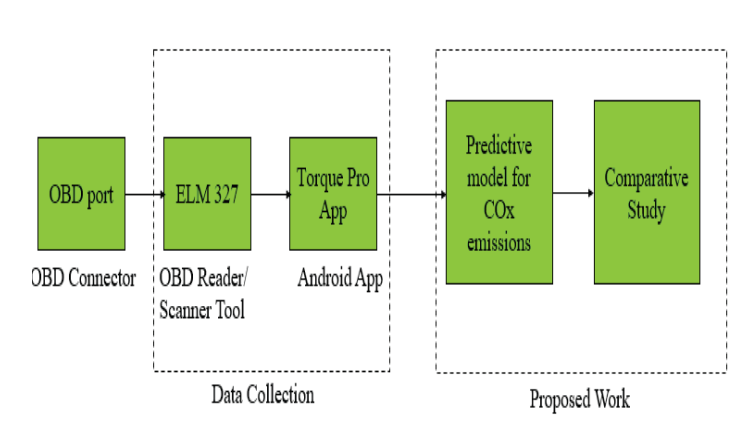 OBD port
OBD Connector
ELM 327
OBD Reader/
Scanner Tool
Torque Pro
App
Android App
Data Collection
Predictive
model for
COx
emissions
Comparative
Study
Proposed Work